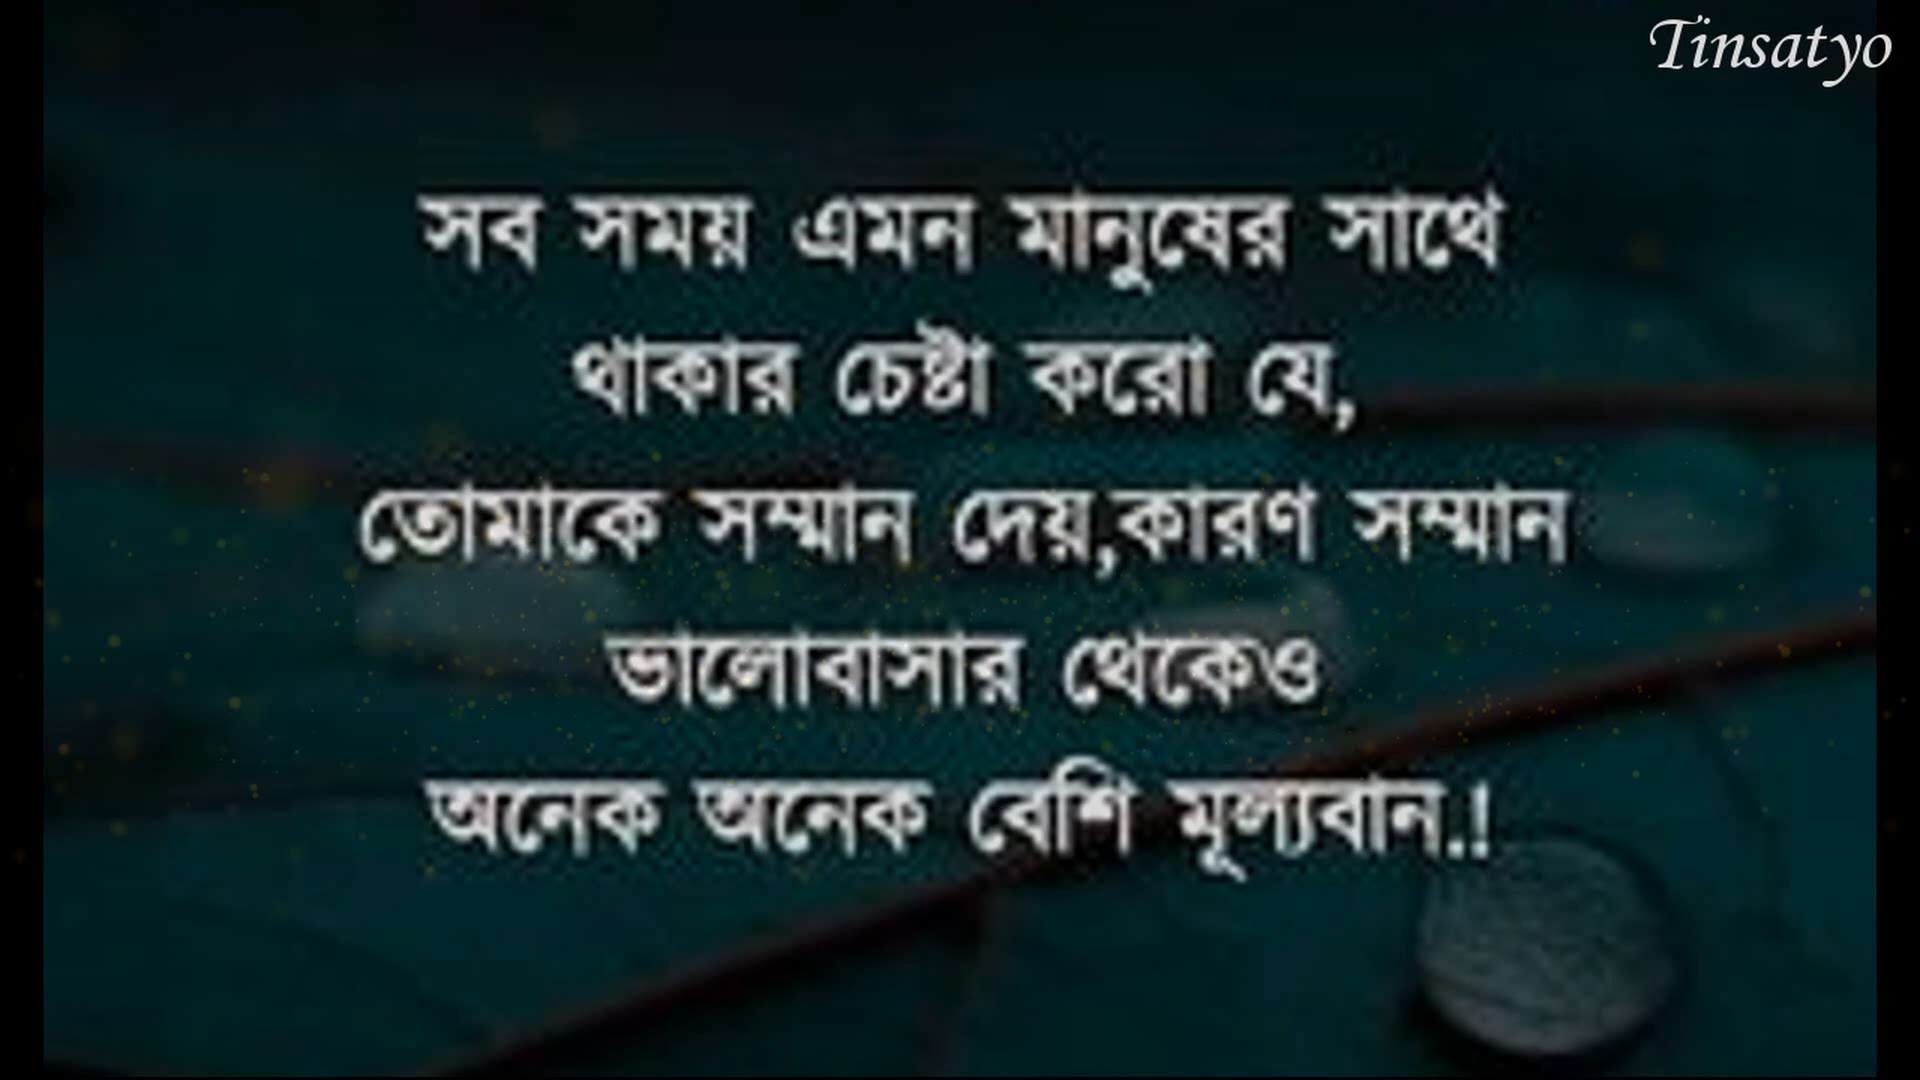 Tinsatyo
সব সময় এমন মানুষের সাথে
থাকার চেষ্টা করো যে,
তোমাকে সম্মান দেয়,কারণ সম্মান
ভালোবাসার থেকেও
অনেক অনেক বেশি মূল্যবান.!